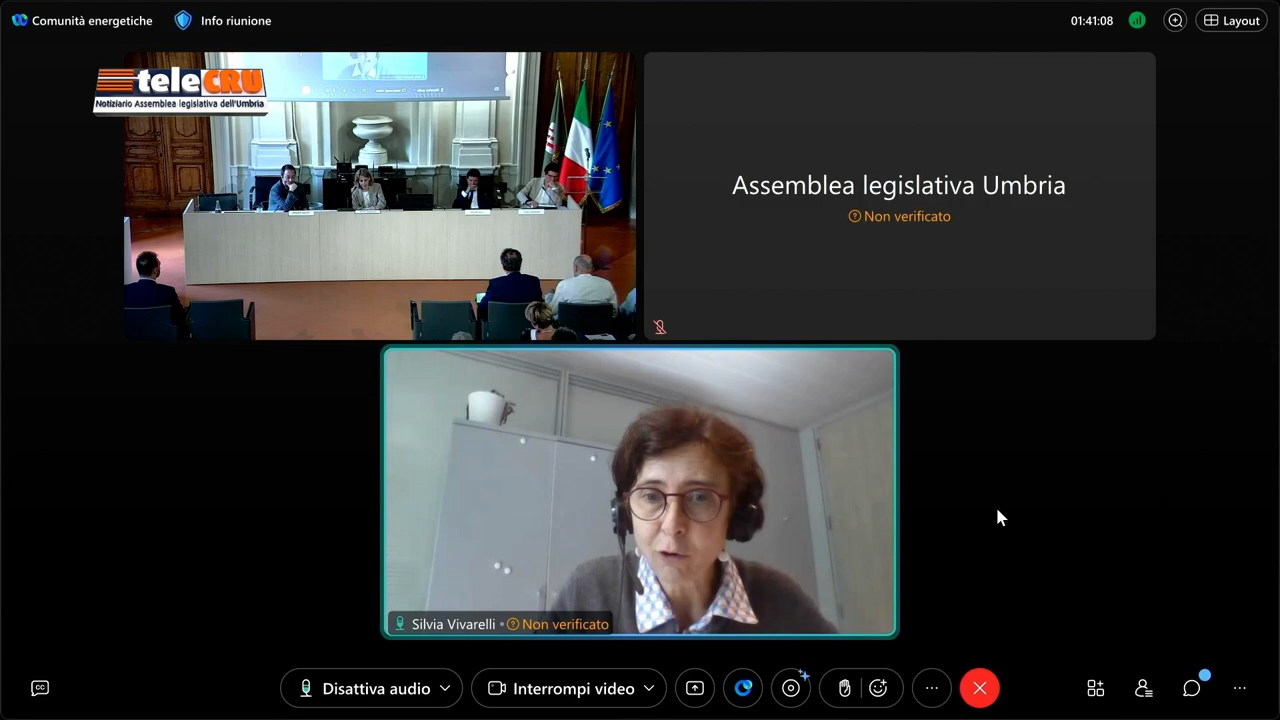 Comunità energetiche
Info riunione
01:41:08
Layout
teleCRU
Notiziario Assemblea legislativa dell'Umbria
Assemblea legislativa Umbria
Non verificato
Silvia Vivarelli • Non verificato
CC
Disattiva audio
Interrompi video